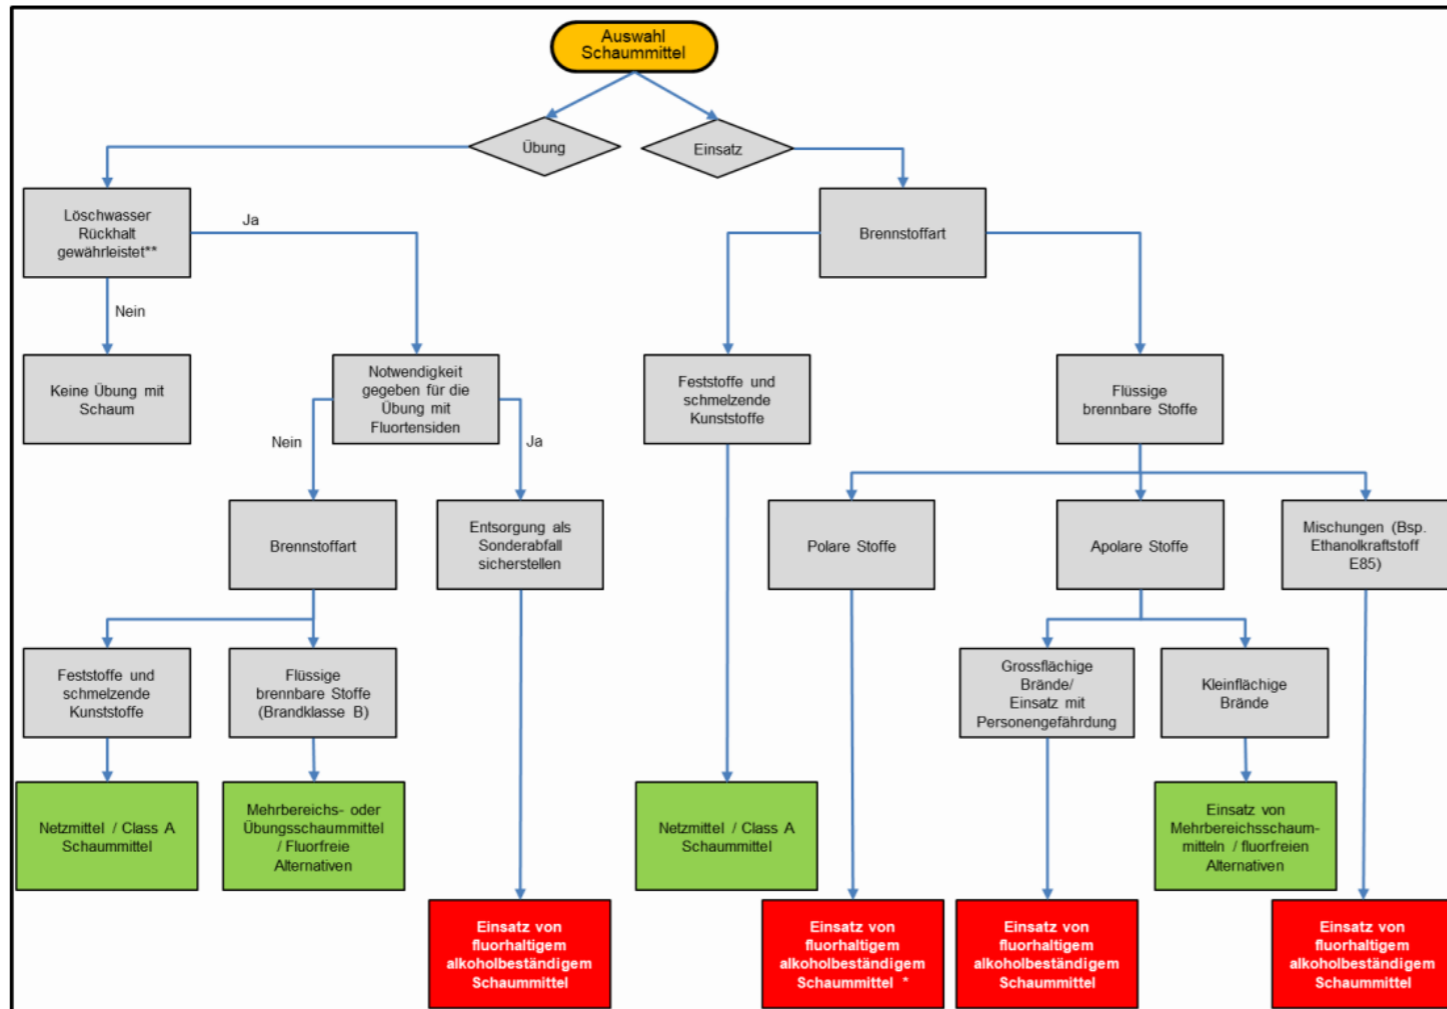 Auswahl
Schaummittel
Übung
Einsatz
Löschwasser
Rückhalt
gewährleistet**
Ja
Brennstoffart
Nein
Keine Übung mit
Schaum
Notwendigkeit
gegeben für die
Übung mit
Fluortensiden
Feststoffe und
schmelzende
Kunststoffe
Flüssige
brennbare Stoffe
Nein
Ja
Brennstoffart
Entsorgung als
Sonderabfall
sicherstellen
Polare Stoffe
Apolare Stoffe
Mischungen (Bsp.
Ethanolkraftstoff
E85)
Feststoffe und
schmelzende
Kunststoffe
Flüssige
brennbare Stoffe
(Brandklasse B)
Grossflächige
Brände/
Einsatz mit
Personengefährdung
Kleinflächige
Brände
Netzmittel / Class A
Schaummittel
Mehrbereichs- oder
Übungsschaummittel
/ Fluorfreie
Alternativen
Netzmittel / Class A
Schaummittel
Einsatz von
Mehrbereichsschaum-
mitteln / fluorfreien
Alternativen
Einsatz von
fluorhaltigem
alkoholbeständigem
Schaummittel
Einsatz von
fluorhaltigem
alkoholbeständigem
Schaummittel *
Einsatz von
fluorhaltigem
alkoholbeständigem
Schaummittel
Einsatz von
fluorhaltigem
alkoholbeständigem
Schaummittel